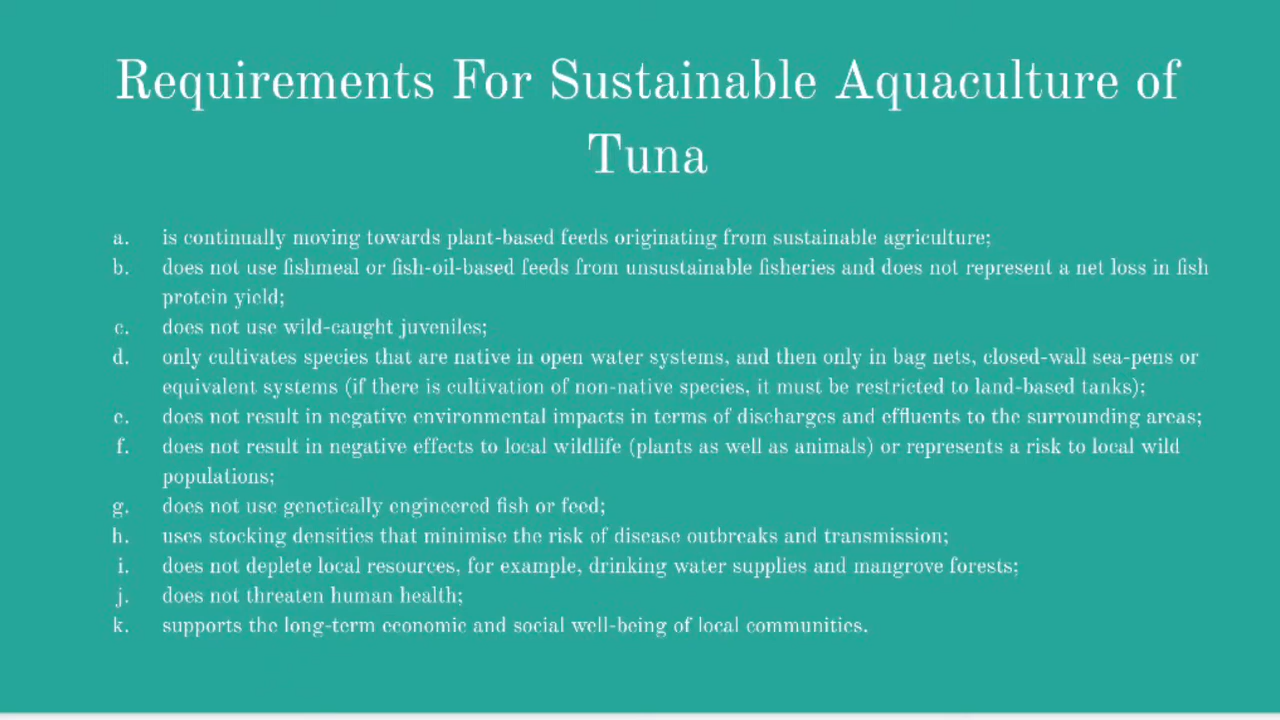 Requirements For Sustainable Aquaculture of
Tuna
a. is continually moving towards plant-based feeds originating from sustainable agriculture;
b. does not use fishmeal or fish-oil-based feeds from unsustainable fisheries and does not represent a net loss in fish
protein yield;
c. does not use wild-caught juveniles;
d. only cultivates species that are native in open water systems, and then only in bag nets, closed-wall sea-pens or
equivalent systems (if there is cultivation of non-native species, it must be restricted to land-based tanks);
e. does not result in negative environmental impacts in terms of discharges and effluents to the surrounding areas;
f. does not result in negative effects to local wildlife (plants as well as animals) or represents a risk to local wild
populations;
g. does not use genetically engineered fish or feed;
h. uses stocking densities that minimise the risk of disease outbreaks and transmission;
i. does not deplete local resources, for example, drinking water supplies and mangrove forests;
j. does not threaten human health;
k. supports the long-term economic and social well-being of local communities.